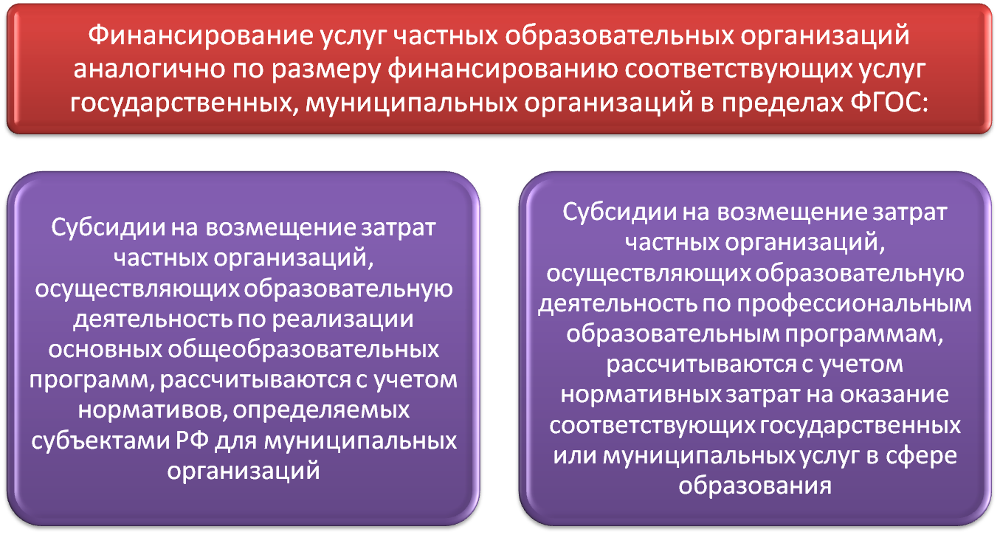 Финансирование услуг частных образовательных организаций
аналогично по размеру финансированию соответствующих услуг
государственных, муниципальных организаций в пределах ФГОС:
Субсидии на возмещение затрат
частных организаций,
осуществляющих образовательную
деятельность по реализации
основных общеобразовательных
программ, рассчитываются с учетом
нормативов, определяемых
субъектами РФ для муниципальных
организаций
Субсидии на возмещение затрат
частных организаций,
осуществляющих образовательную
деятельность по профессиональным
образовательным программам,
рассчитываются с учетом
нормативных затрат на оказание
соответствующих государственных
или муниципальных услуг в сфере
образования